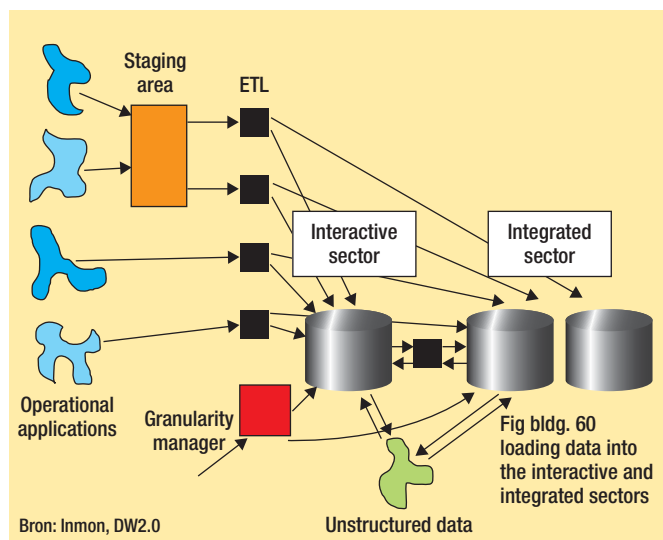 Staging
area
ETL
Interactive
sector
Integrated
sector
Operational
applications
Granularity
manager
Fig bldg. 60
loading data into
the interactive and
integrated sectors
Bron: Inmon, DW2.0
Unstructured data